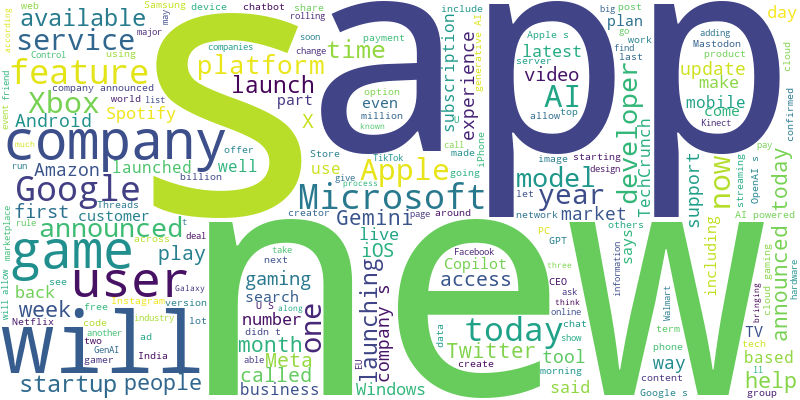 S
app
new
will
company
game
user
Microsoft
Google
Apple
Xbox
feature
service
available
platform
launch
time
AI
announced
today
year
model
developer
now
one
launching
Gemini
Twitter
startup
people
week
first
play
Amazon
Android
Spotify
customer
launched
well
use
part
X
even
experience
subscription
latest
video
plan
update
make
mobile
come
day
support
market
including
announced
today
help
based
TV
way
tool
said
says
access
Copilot
Meta
called
month
number
search
gaming
live
iOS
company s
business
Windows
back
TechCrunch
Samsung
device
chatbot
share
rolling
may
major
change
soon
companies
payment
option
million
known
include
generative AI
Apple s
server
allow
top
work
find
last
big
post
go
adding
Mastodon
product
Kinect
cloud
confirmed
web
using
Control
according
friend
event
company announced
world
list
offer
billion
Store
give
process
TikTok
going
made
call
U
iPhone
image
starting
design
let
network
streaming
OpenAI s
pay
AI powered
much
run
Threads
rule
t
deal
creator
page
around
marketplace
will allow
across
see
Galaxy
version
free
Instagram
Netflix
code
another
industry
lot
two
ad
GenAI
gamer
India
next
take
U S
along
didn t
able
EU
data
Facebook
three
CEO
ask
think
online
chat
show
morning
create
PC
GPT
others
information
Walmart
term
phone
content
Google s
group
tech
bringing
cloud gaming
hardware
ll